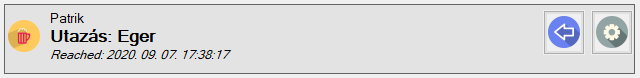 Patrik
Utazás: Eger
Reached: 2020. 09. 07. 17:38:17